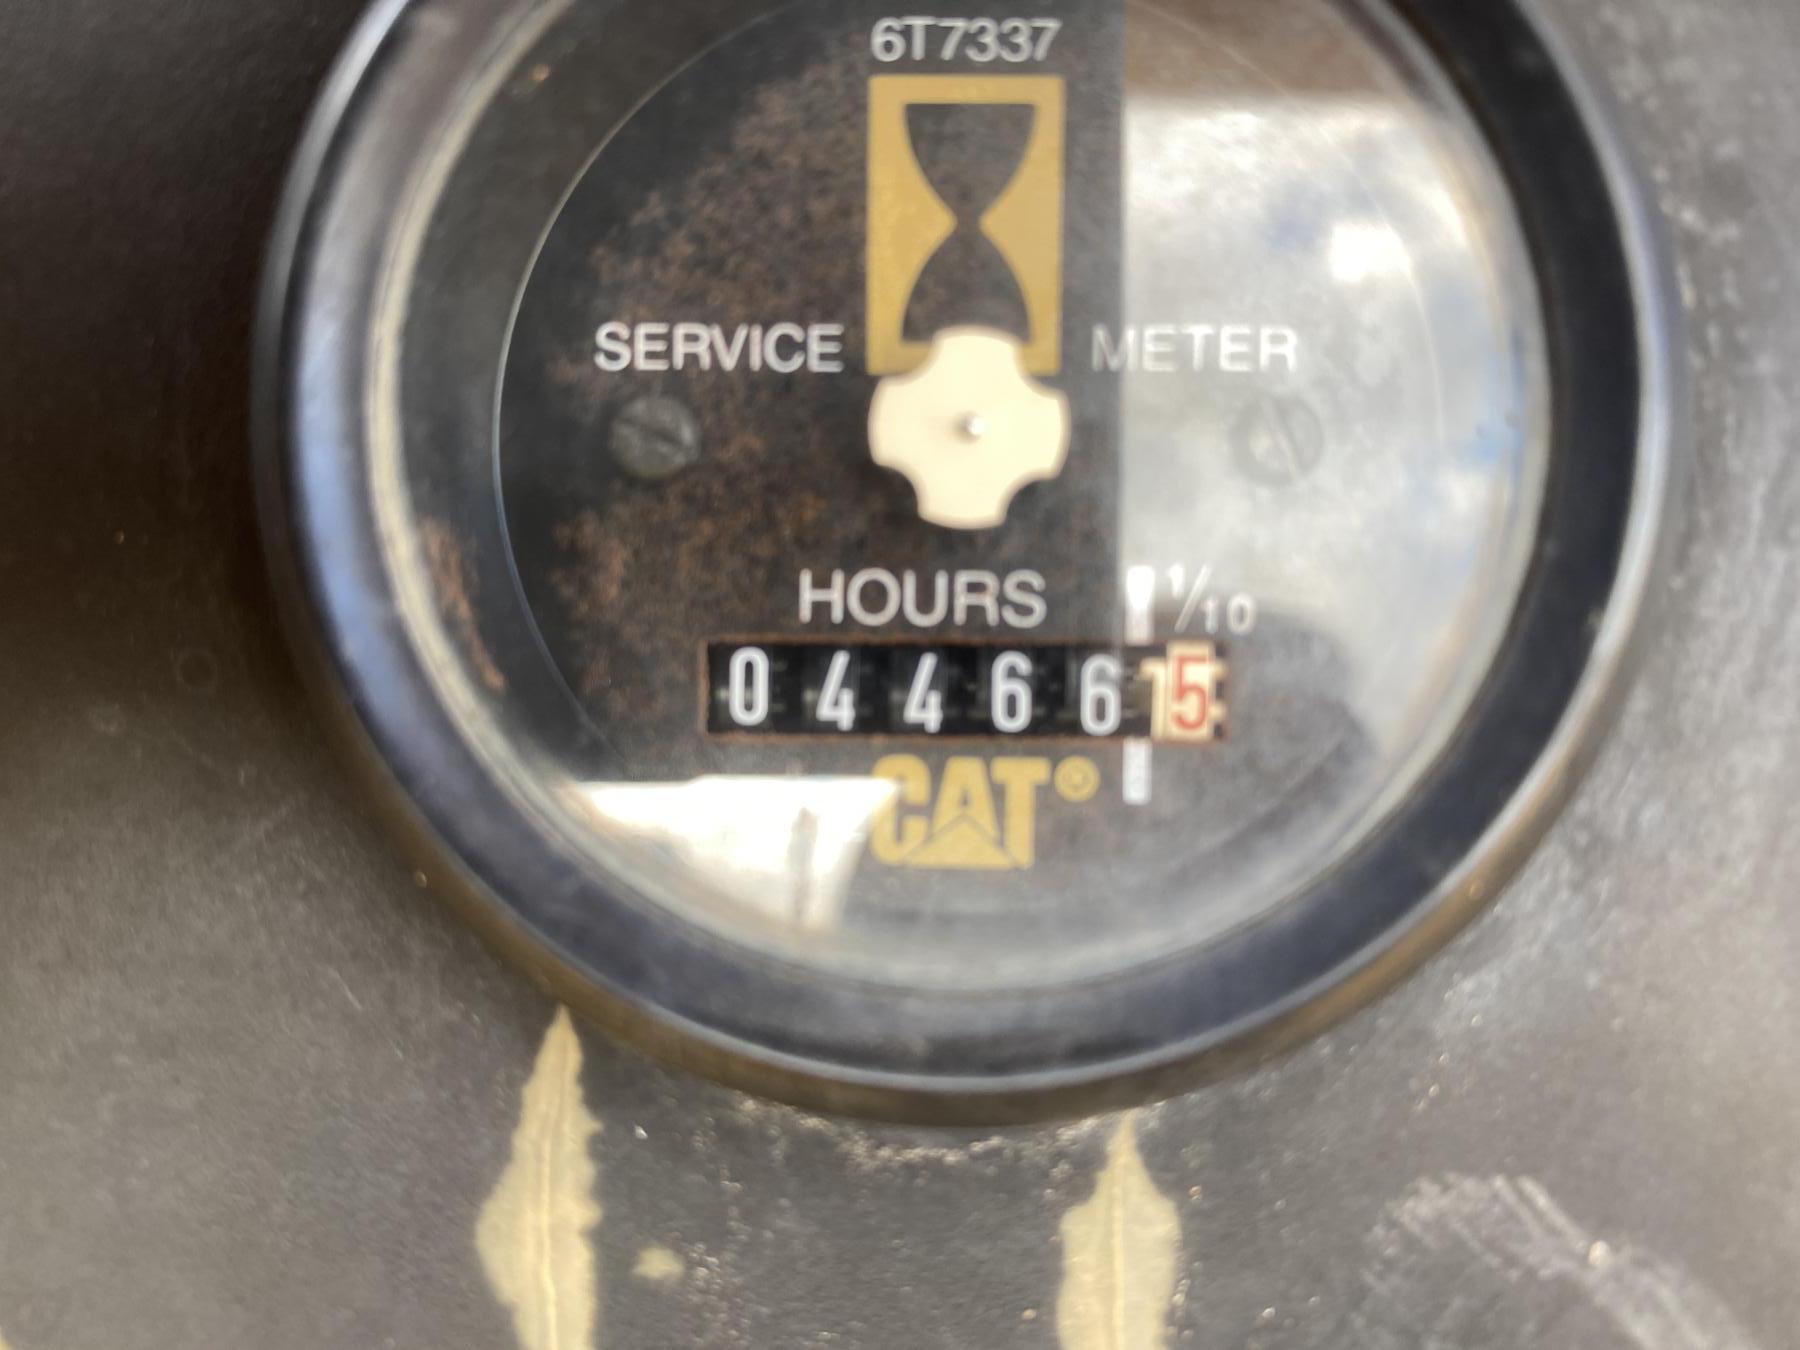 6T7337
SERVICE METER
HOURS 1/10
0 4 4 6 6 5
CAT®